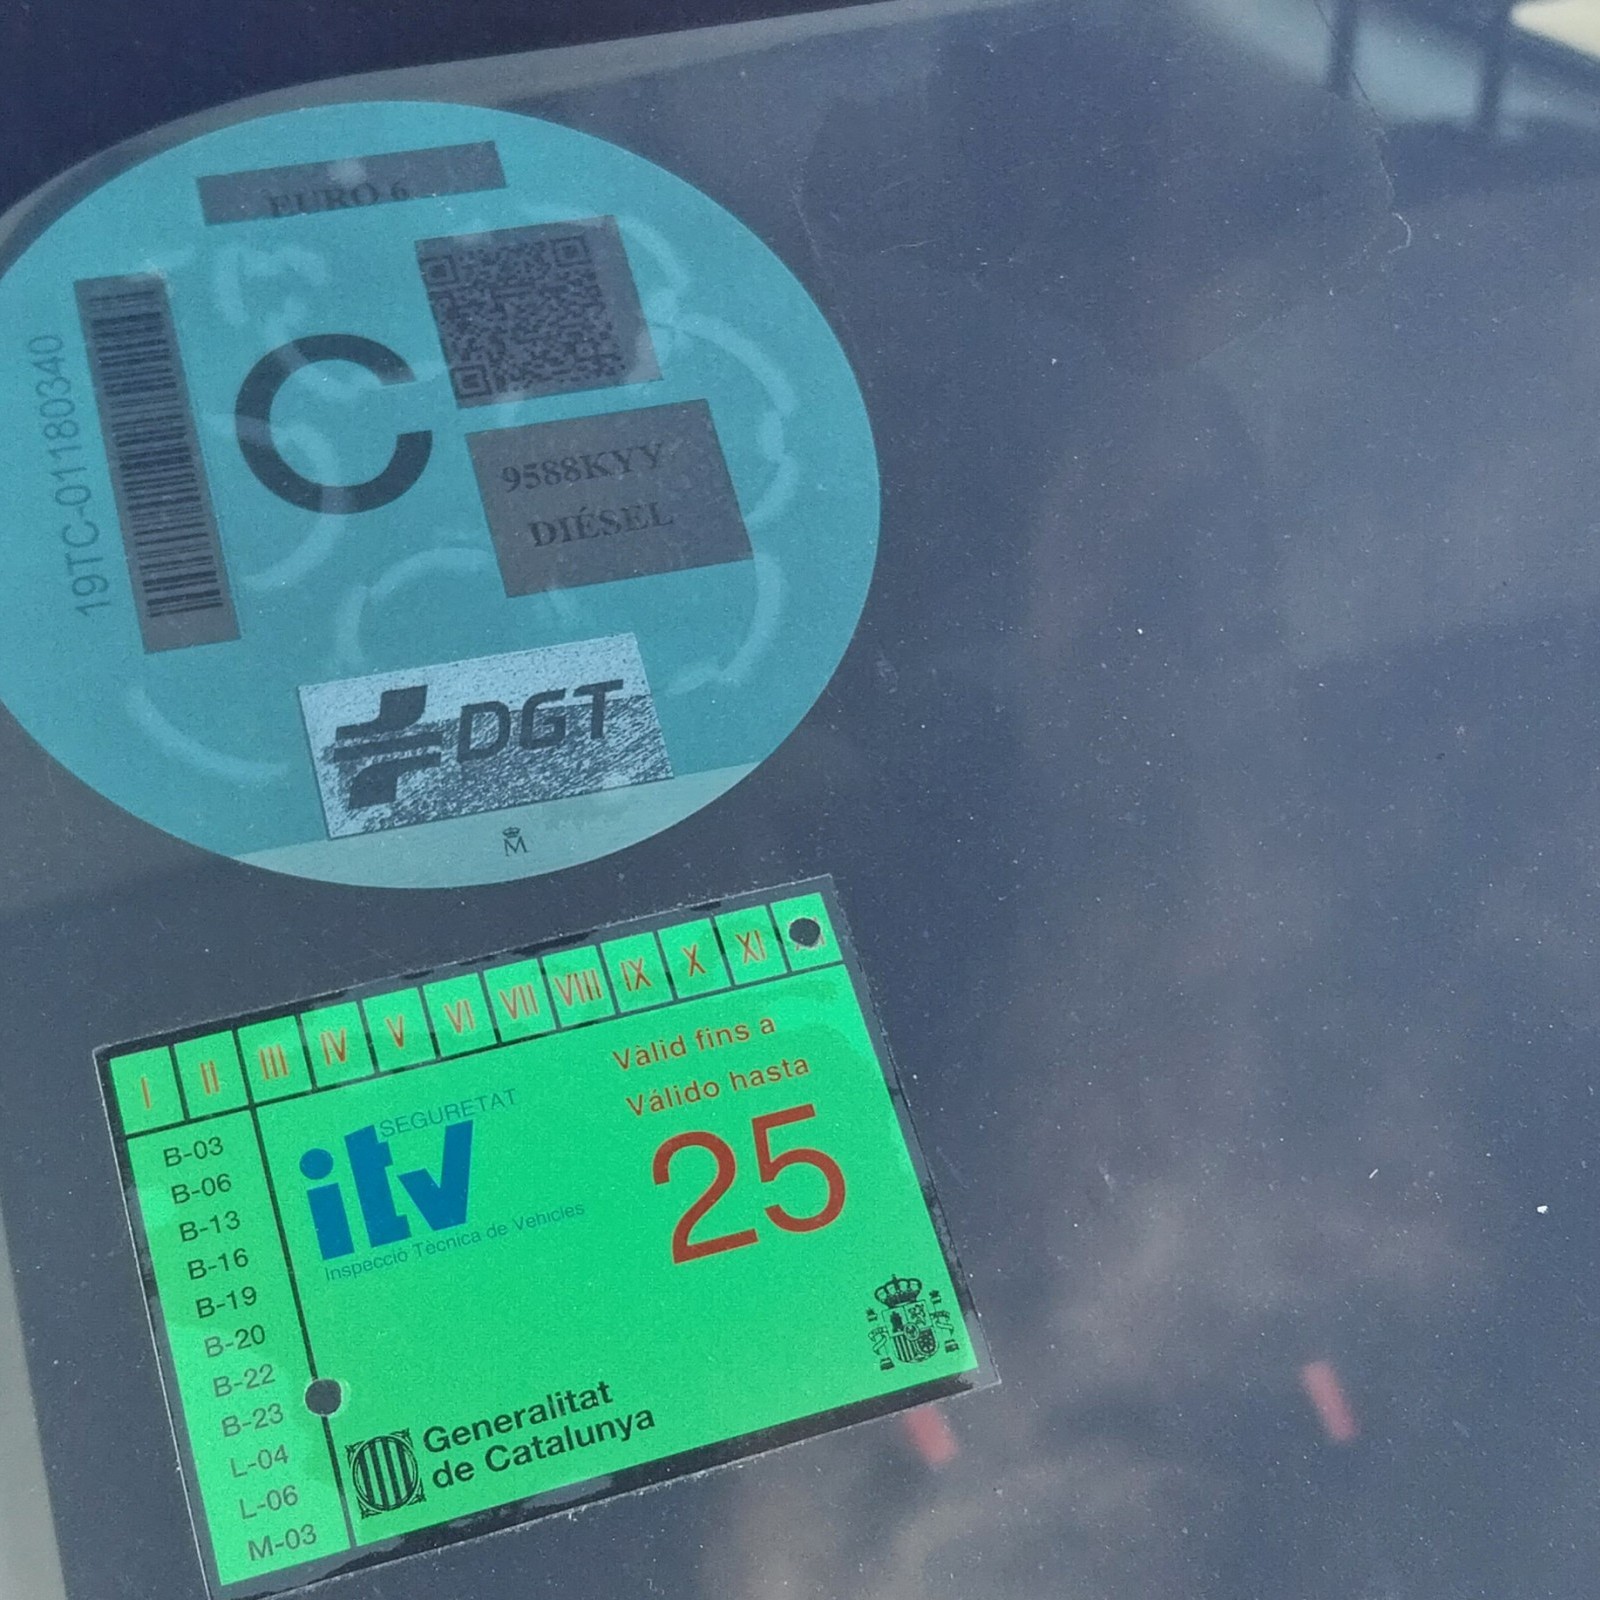 EURO 6
19TC-01180340
C
9588KYY
DIÉSEL
DGT
M
I II III IV V VI VII VIII IX X XI
Vàlid fins a
Válido hasta
25
SEGURETAT
itv
Inspecció Tècnica de Vehicles
B-03
B-06
B-13
B-16
B-19
B-20
B-22
B-23
L-04
L-06
M-03
Generalitat
de Catalunya